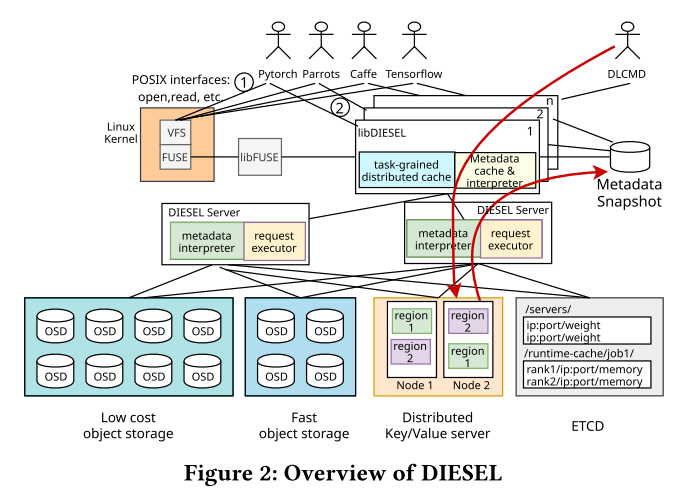 Pytorch Parrots Caffe Tensorflow
DLCMD
POSIX interfaces:
open,read, etc.
1
2
Linux
Kernel
VFS
FUSE
libFUSE
n
2
1
libDIESEL
task-grained
distributed cache
Metadata
cache &
interpreter
Metadata
Snapshot
DIESEL Server
metadata
interpreter
request
executor
DIESEL Server
metadata
interpreter
request
executor
OSD OSD OSD OSD
OSD OSD OSD OSD
Low cost
object storage
OSD OSD
OSD OSD
Fast
object storage
region
1
region
2
Node 1
region
2
region
1
Node 2
Distributed
Key/Value server
/servers/
ip:port/weight
ip:port/weight
/runtime-cache/job1/
rank1/ip:port/memory
rank2/ip:port/memory
ETCD
Figure 2: Overview of DIESEL